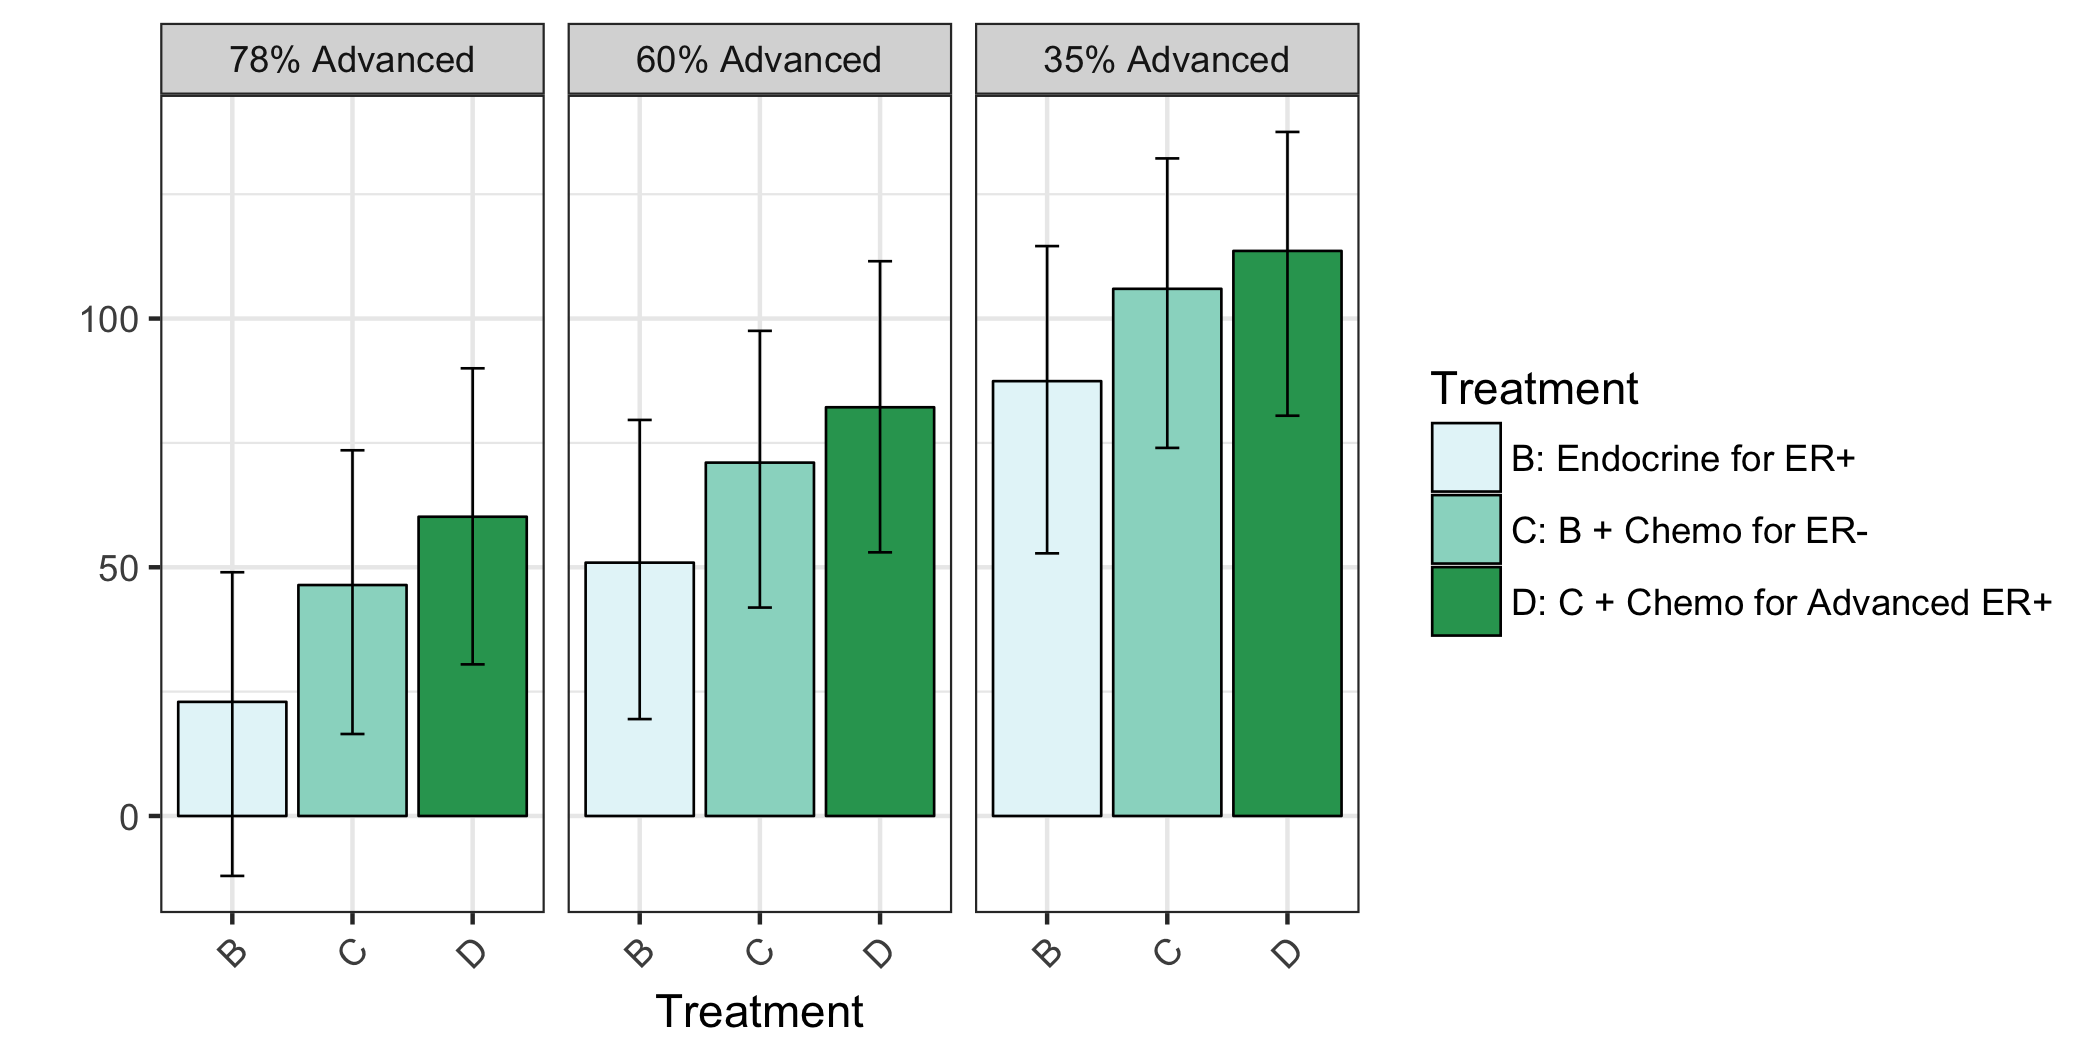 78% Advanced
60% Advanced
35% Advanced
100
50
0
B
C
D
B
C
D
B
C
D
Treatment
Treatment
B: Endocrine for ER+
C: B + Chemo for ER-
D: C + Chemo for Advanced ER+